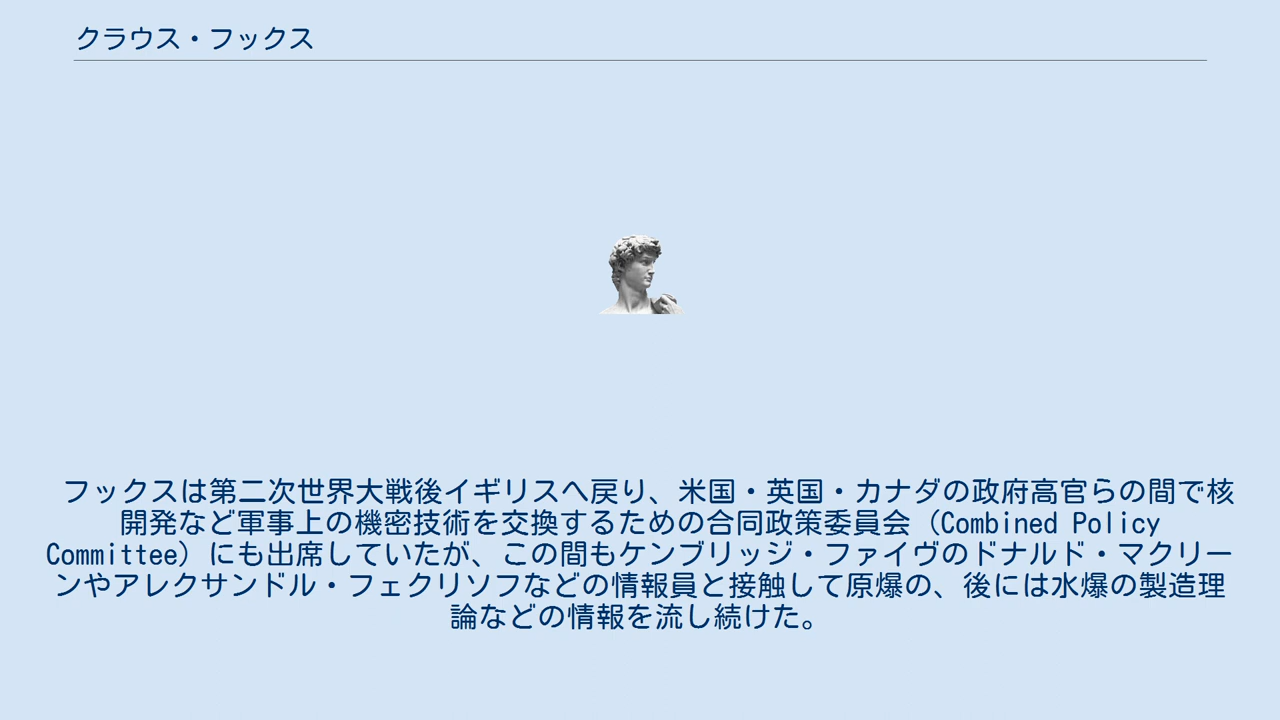 クラウス・フックス
フックスは第二次世界大戦後イギリスへ戻り、米国・英国・カナダの政府高官らの間で核
開発など軍事上の機密技術を交換するための合同政策委員会（Combined Policy
Committee）にも出席していたが、この間もケンブリッジ・ファイヴのドナルド・マクリー
ンやアレクサンドル・フェクリソフなどの情報員と接触して原爆の、後には水爆の製造理
論などの情報を流し続けた。